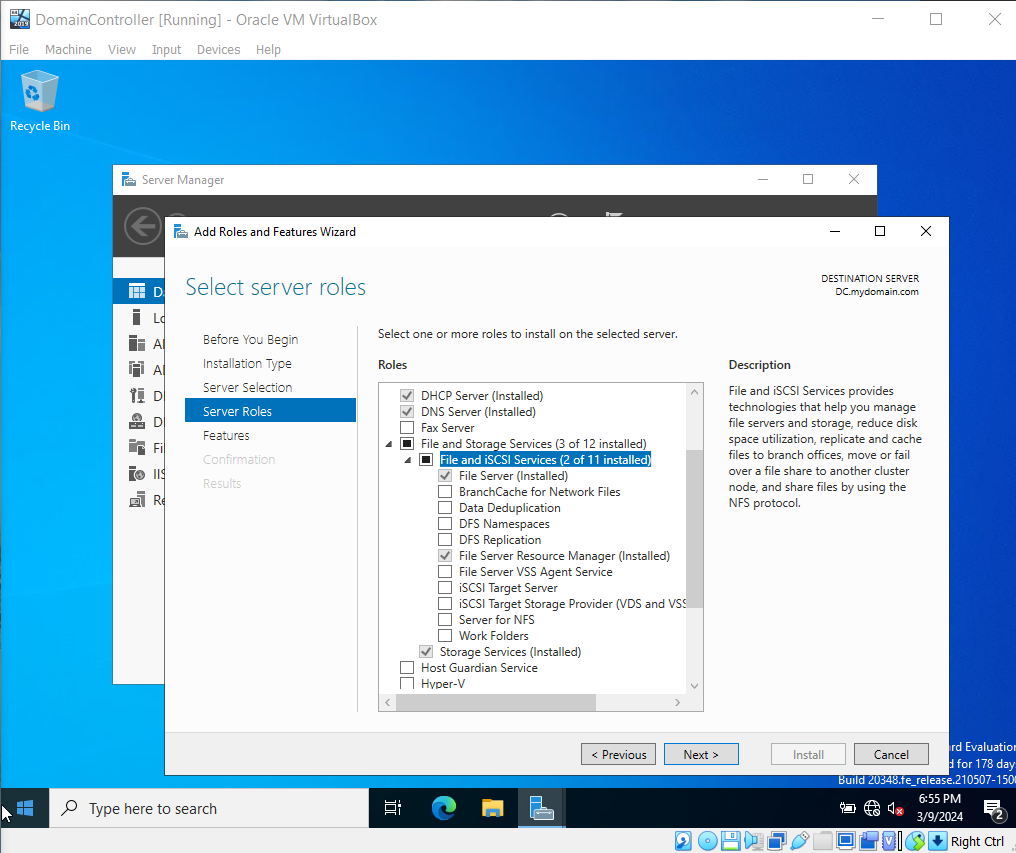 DomainController [Running] - Oracle VM VirtualBox
File Machine View Input Devices Help
Recycle Bin
Server Manager
Add Roles and Features Wizard
Select server roles
DESTINATION SERVER
DC.mydomain.com
Before You Begin
Installation Type
Server Selection
Server Roles
Features
Confirmation
Results
Select one or more roles to install on the selected server.
Roles
DHCP Server (Installed)
DNS Server (Installed)
Fax Server
File and Storage Services (3 of 12 installed)
File and iSCSI Services (2 of 11 installed)
File Server (Installed)
BranchCache for Network Files
Data Deduplication
DFS Namespaces
DFS Replication
File Server Resource Manager (Installed)
File Server VSS Agent Service
iSCSI Target Server
iSCSI Target Storage Provider (VDS and VSS
Server for NFS
Work Folders
Storage Services (Installed)
Host Guardian Service
Hyper-V
Description
File and iSCSI Services provides
technologies that help you manage
file servers and storage, reduce disk
space utilization, replicate and cache
files to branch offices, move or fail
over a file share to another cluster
node, and share files by using the
NFS protocol.
< Previous
Next >
Install
Cancel
rd Evaluation
d for 178 days
Build 20348.fe_release.210507-1500
Type here to search
6:55 PM
3/9/2024
2
Right Ctrl